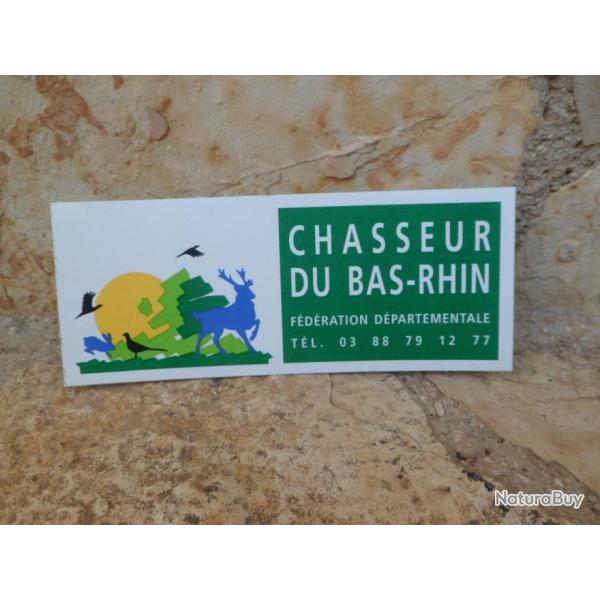 CHASSEUR
DU BAS-RHIN
FÉDÉRATION DÉPARTEMENTALE
TÉL. 03 88 79 12 77
NaturaBuy